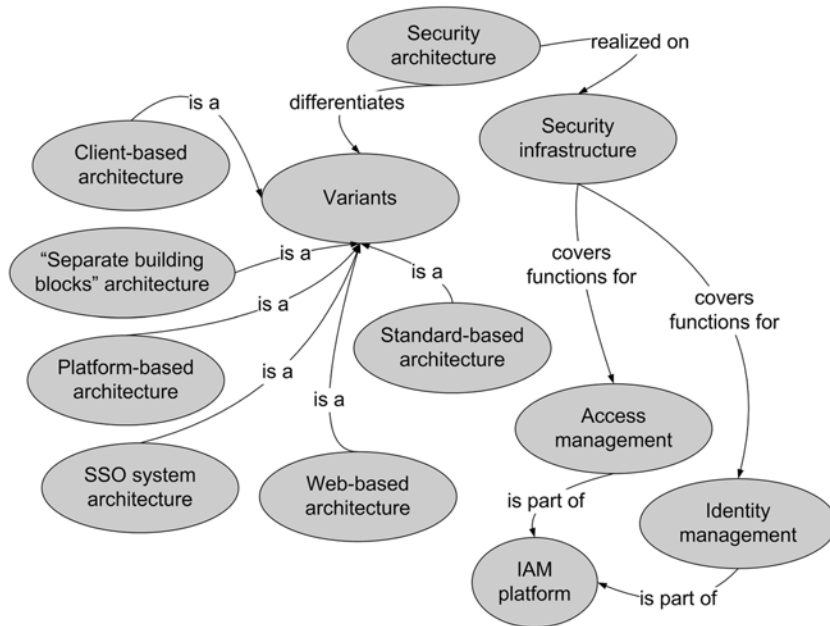 Security
architecture
realized on
is a
differentiates
Security
infrastructure
Client-based
architecture
Variants
"Separate building
blocks" architecture
is a
is a
covers
functions for
covers
functions for
is a
Standard-based
architecture
Platform-based
architecture
is a
is a
Access
management
SSO system
architecture
Web-based
architecture
is part of
Identity
management
IAM
platform
is part of